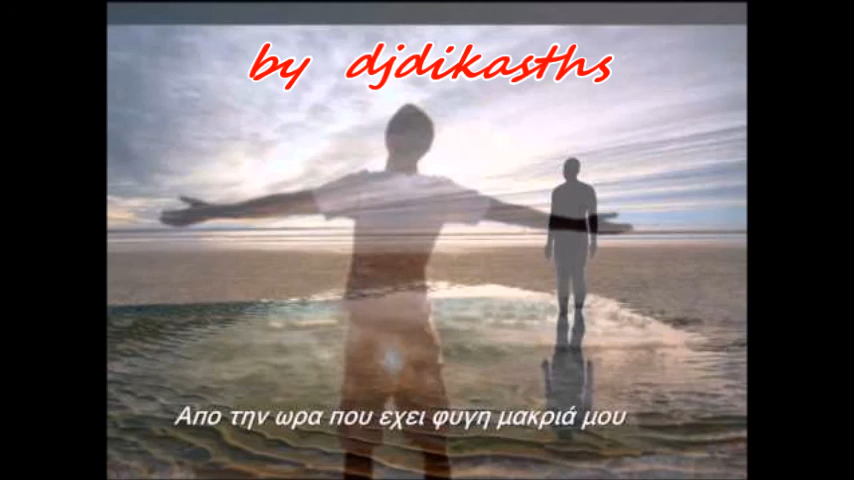 by djdikasths
Απο την ωρα που εχει φυγη μακριά μου